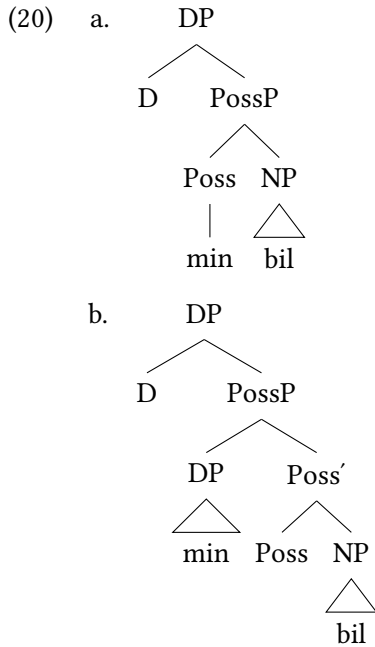 (20) a. DP
D PossP
Poss NP
min bil
b. DP
D PossP
DP Poss′
min Poss NP
bil